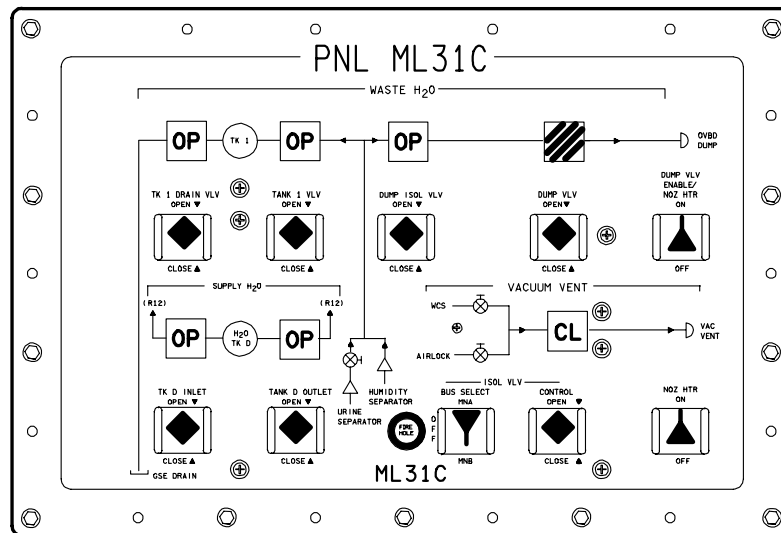 PNL ML31C
WASTE H₂O
OP
TK 1
OP
OP
OVBD
DUMP
TK 1 DRAIN VLV
OPEN ▼
CLOSE ▲
TANK 1 VLV
OPEN ▼
CLOSE ▲
DUMP ISOL VLV
OPEN ▼
CLOSE ▲
DUMP VLV
OPEN ▼
CLOSE ▲
DUMP VLV
ENABLE/
NOZ HTR
ON
OFF
SUPPLY H₂O
(R12)
(R12)
OP
H₂O
TK D
OP
VACUUM VENT
WCS
AIRLOCK
CL
VAC
VENT
HUMIDITY
SEPARATOR
URINE
SEPARATOR
TK D INLET
OPEN ▼
CLOSE ▲
TANK D OUTLET
OPEN ▼
CLOSE ▲
FIRE
HOLE
ISOL VLV
BUS SELECT
MNA
OFF
MNB
CONTROL
OPEN ▼
CLOSE ▲
NOZ HTR
ON
OFF
GSE DRAIN
ML31C